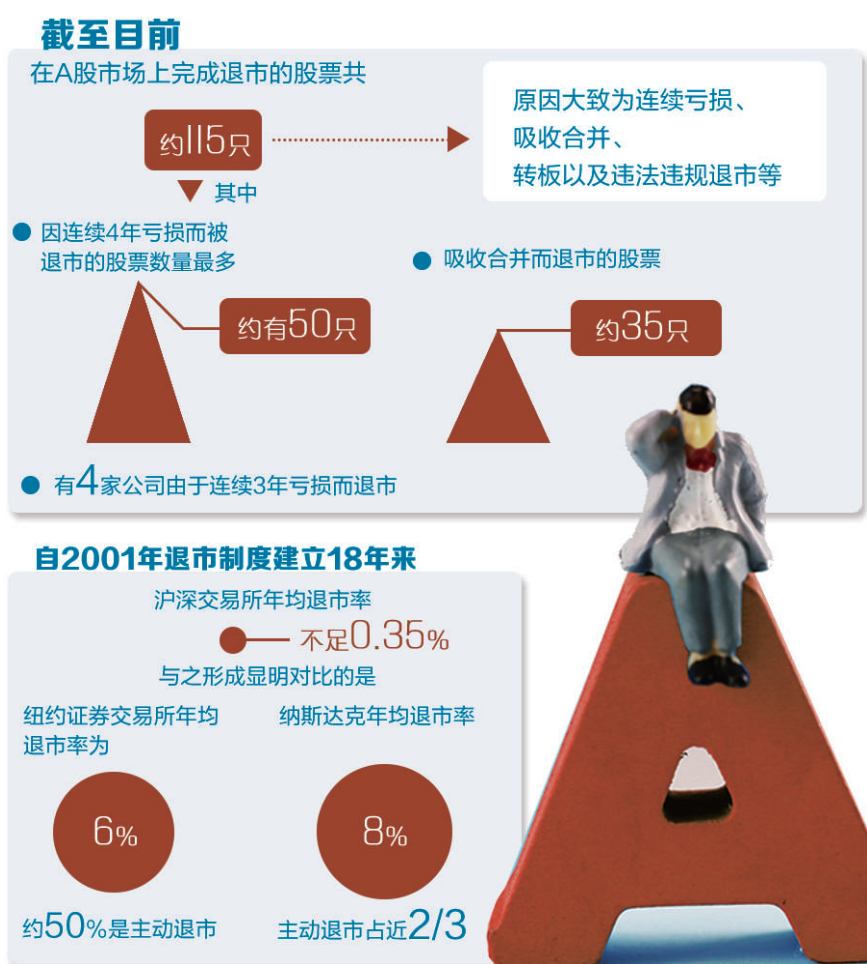 截至目前
在A股市场上完成退市的股票共
约115只
原因大致为连续亏损、
吸收合并、
转板以及违法违规退市等
其中
因连续4年亏损而被
退市的股票数量最多
约有50只
吸收合并而退市的股票
约35只
有4家公司由于连续3年亏损而退市
自2001年退市制度建立18年来
沪深交易所年均退市率
不足0.35%
与之形成显明对比的是
纽约证券交易所年均
退市率为
6%
约50%是主动退市
纳斯达克年均退市率
8%
主动退市占近2/3